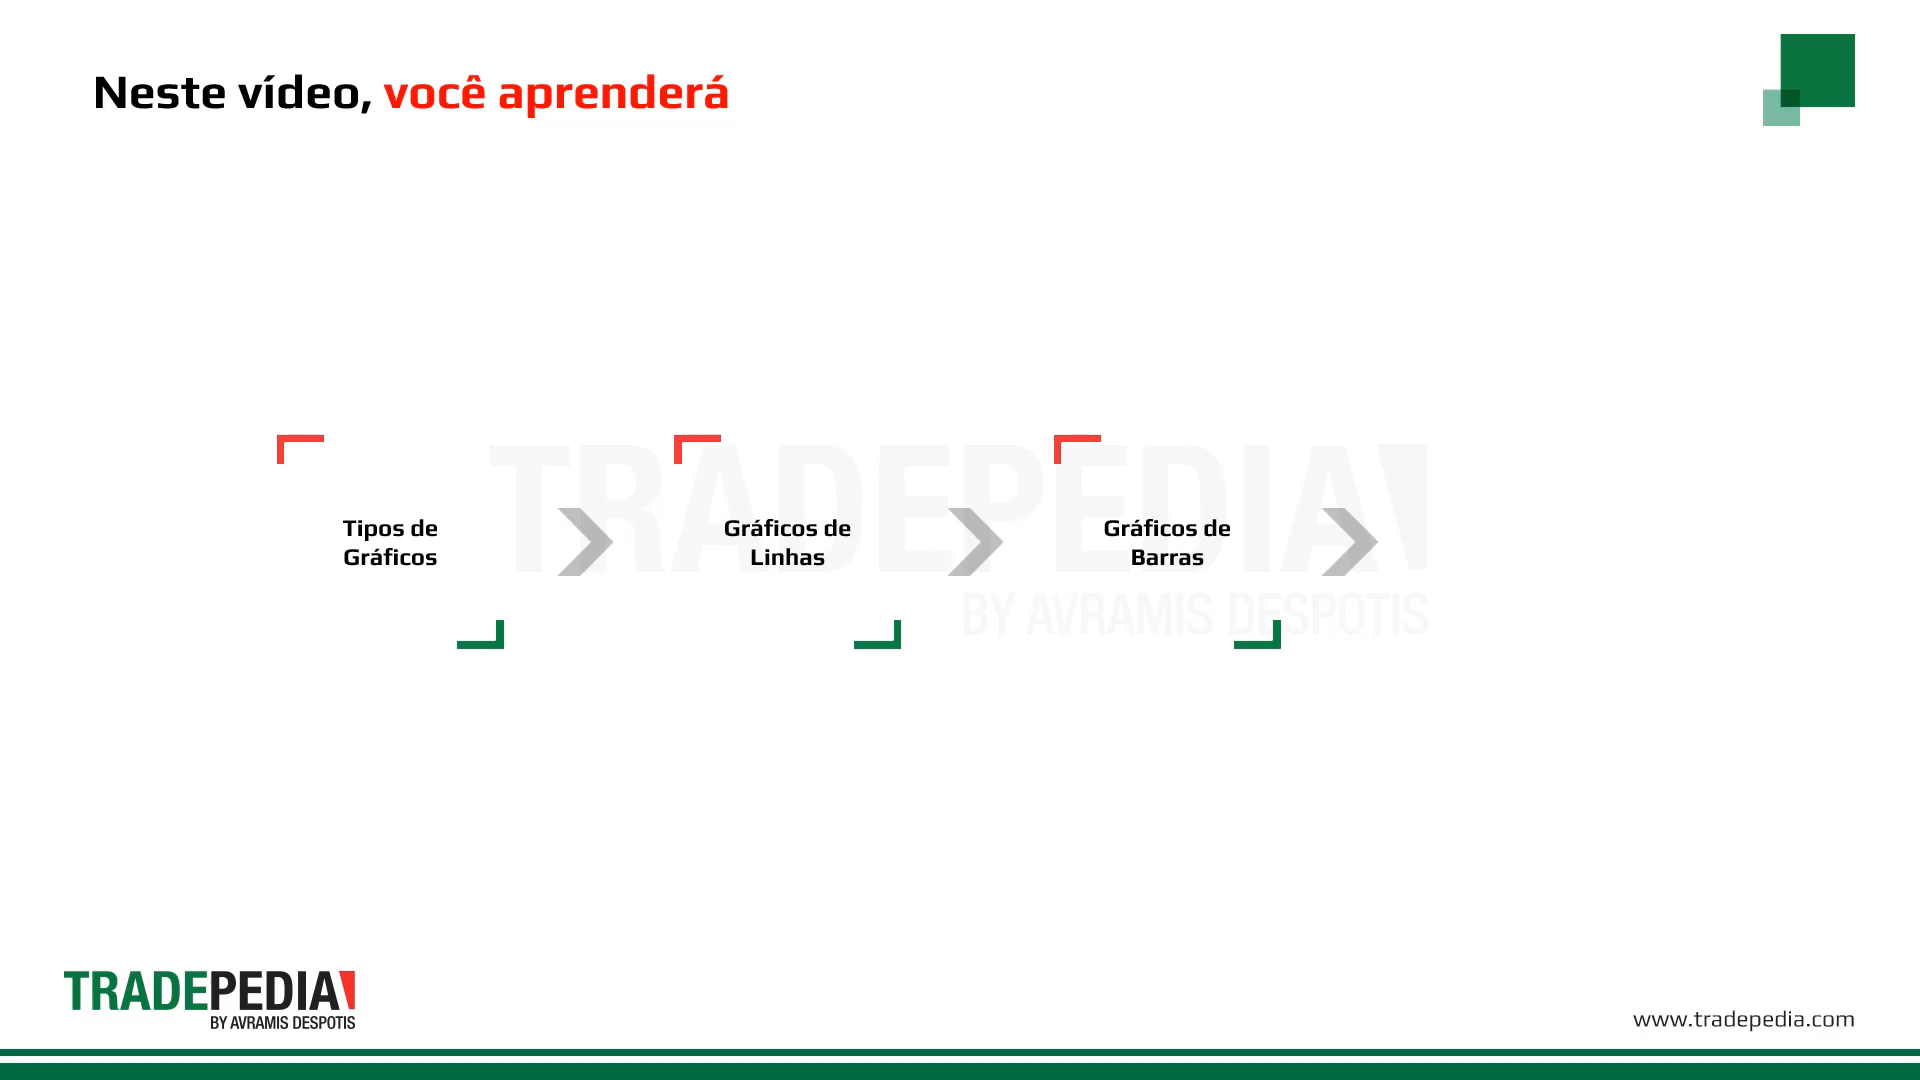 Neste vídeo, você aprenderá
TRADEPEDIA
BY AVRAMIS DESPOTIS
Tipos de
Gráficos
Gráficos de
Linhas
Gráficos de
Barras
TRADEPEDIA
BY AVRAMIS DESPOTIS
www.tradepedia.com